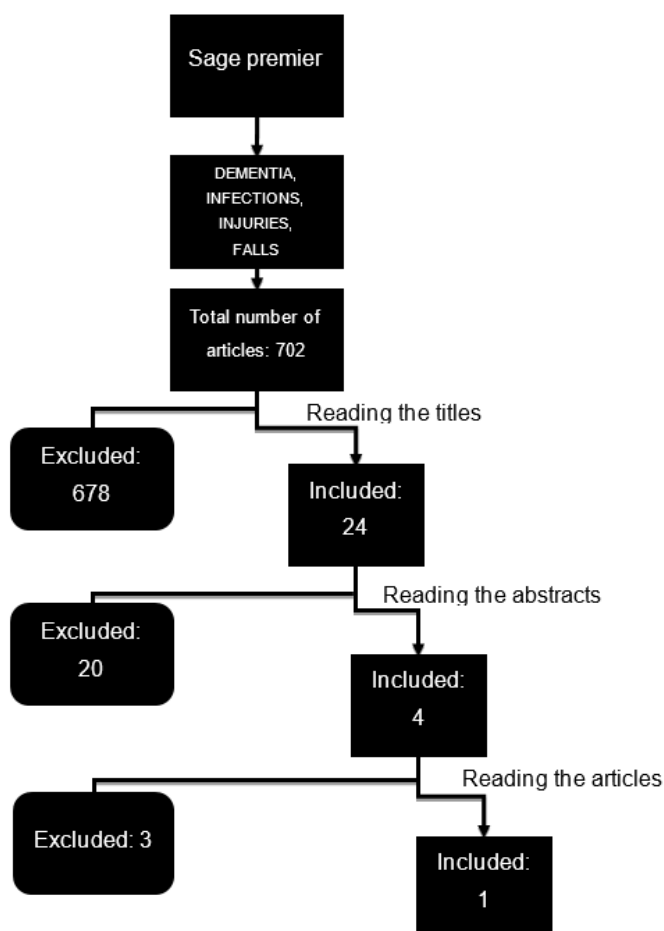 Sage premier
DEMENTIA,
INFECTIONS,
INJURIES,
FALLS
Total number of
articles: 702
Reading the titles
Excluded:
678
Included:
24
Reading the abstracts
Excluded:
20
Included:
4
Reading the articles
Excluded: 3
Included:
1